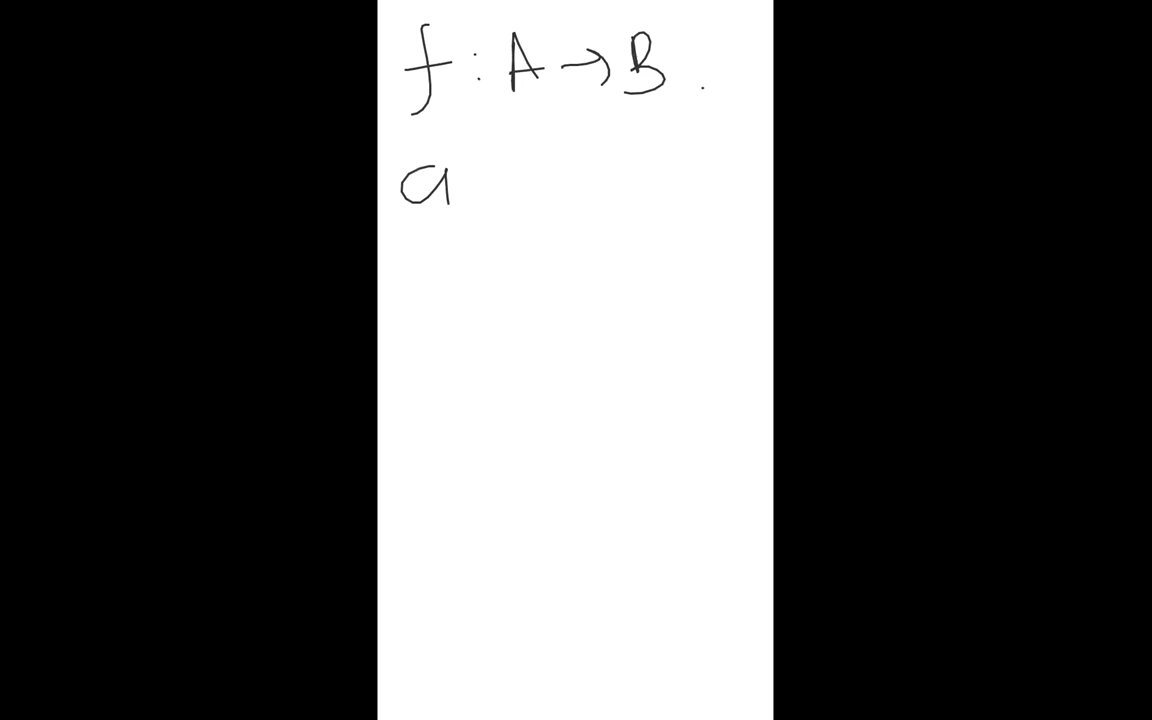 f : A → B .
a